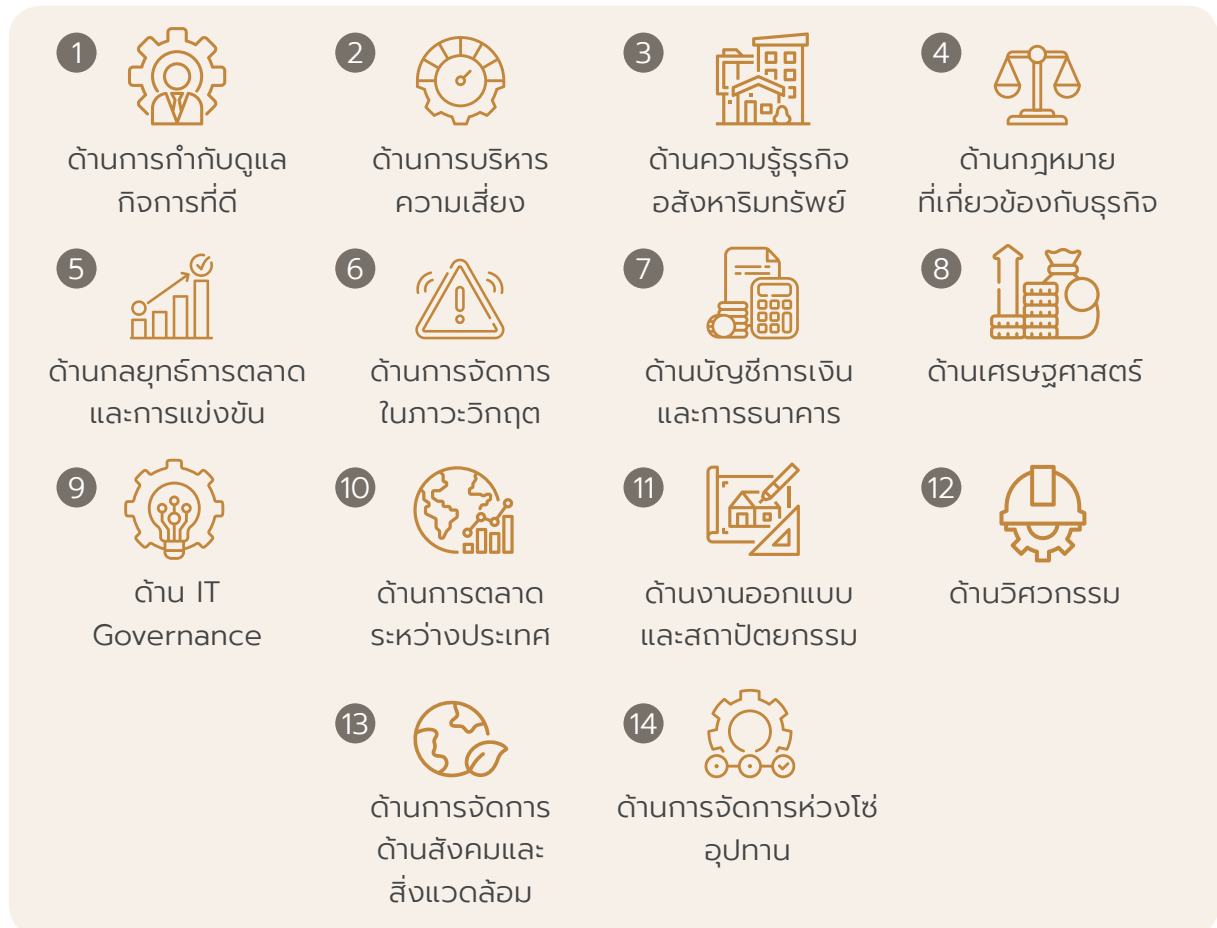 1
ด้านการกำกับดูแล
กิจการที่ดี
2
ด้านการบริหาร
ความเสี่ยง
3
ด้านความรู้ธุรกิจ
อสังหาริมทรัพย์
4
ด้านกฎหมาย
ที่เกี่ยวข้องกับธุรกิจ
5
ด้านกลยุทธ์การตลาด
และการแข่งขัน
6
ด้านการจัดการ
ในภาวะวิกฤต
7
ด้านบัญชีการเงิน
และการธนาคาร
8
ด้านเศรษฐศาสตร์
9
ด้าน IT
Governance
10
ด้านการตลาด
ระหว่างประเทศ
11
ด้านงานออกแบบ
และสถาปัตยกรรม
12
ด้านวิศวกรรม
13
ด้านการจัดการ
ด้านสังคมและ
สิ่งแวดล้อม
14
ด้านการจัดการห่วงโซ่
อุปทาน